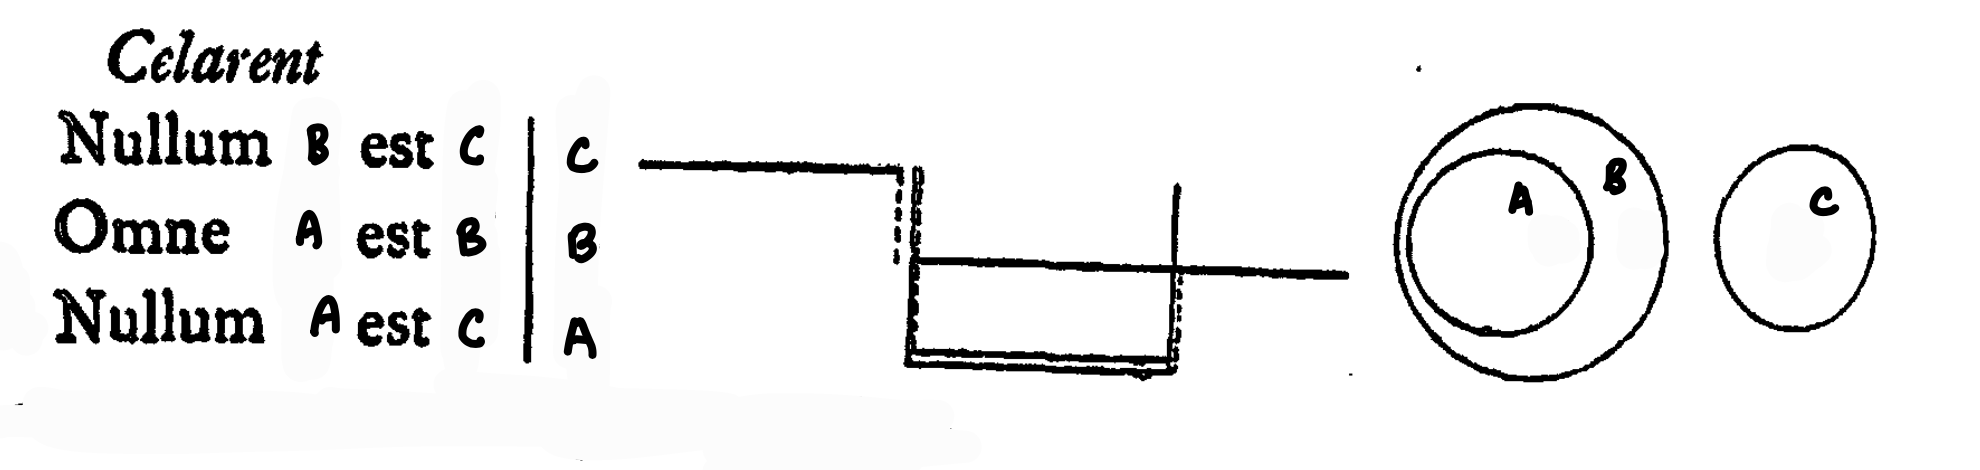 Celarent
Nullum B est C | C
Omne A est B | B
Nullum A est C | A
A B C